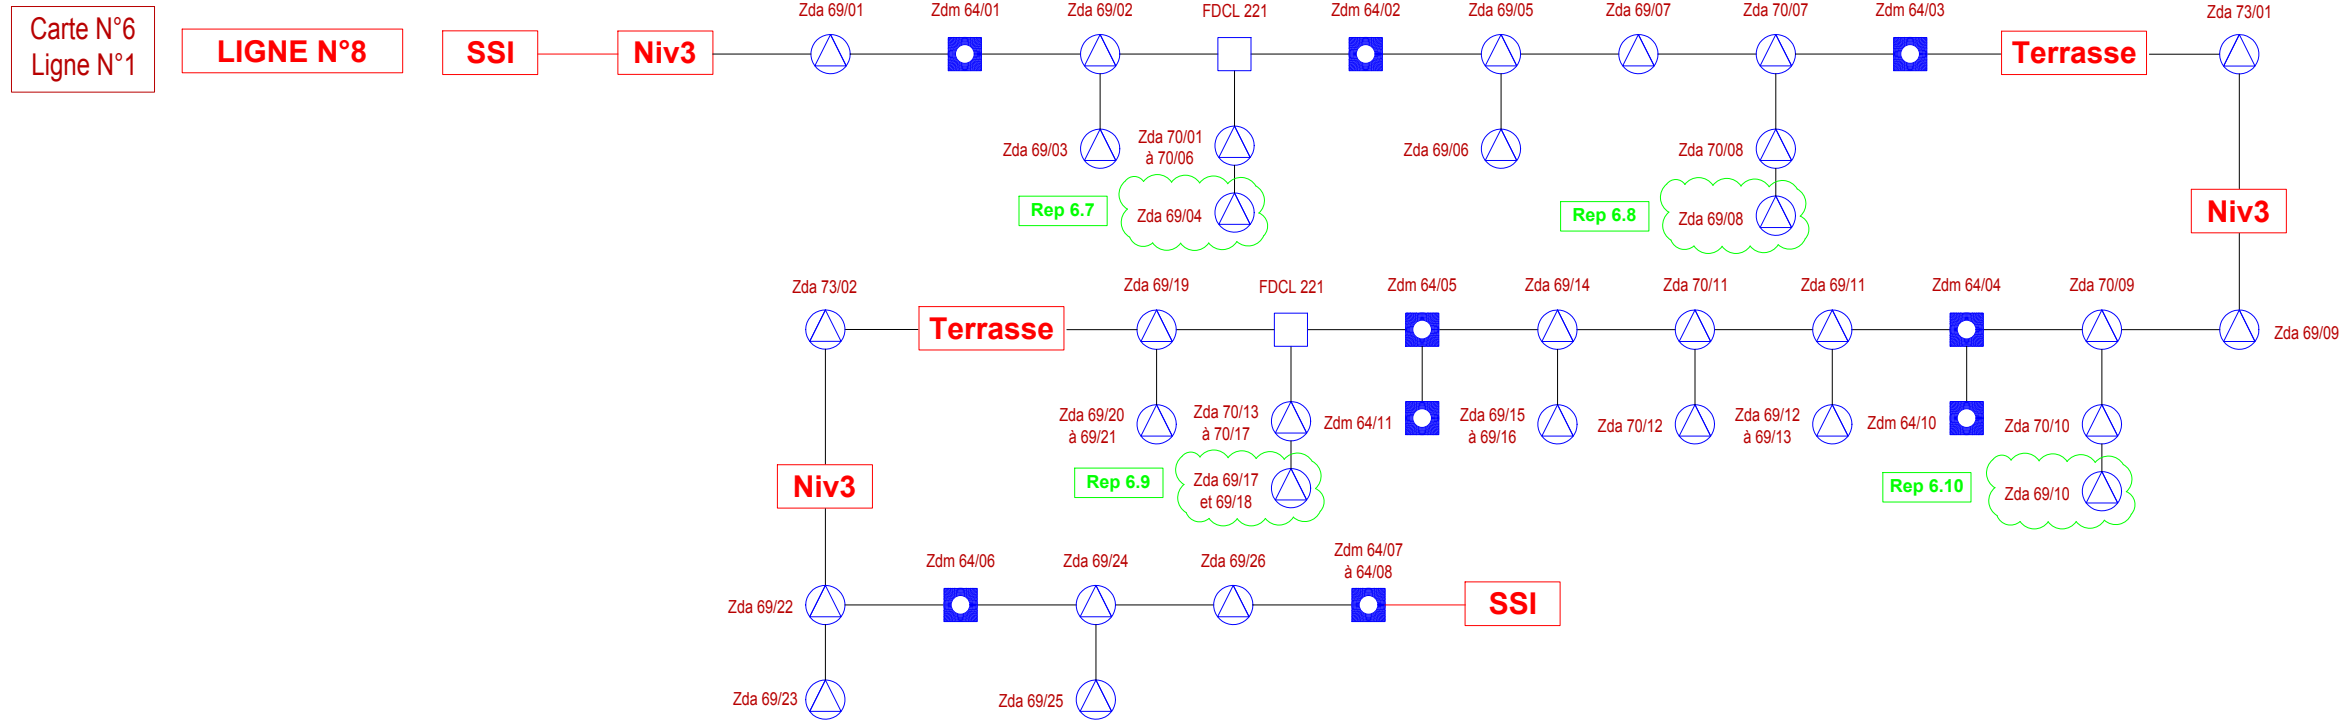 Carte N°6
Ligne N°1
LIGNE N°8
SSI
Niv3
Zda 69/01
Zdm 64/01
Zda 69/02
FDCL 221
Zdm 64/02
Zda 69/05
Zda 69/07
Zda 70/07
Zdm 64/03
Terrasse
Zda 73/01
Zda 69/03
Zda 70/01
à 70/06
Zda 69/06
Zda 70/08
Rep 6.7
Zda 69/04
Rep 6.8
Zda 69/08
Niv3
Zda 73/02
Terrasse
Zda 69/19
FDCL 221
Zdm 64/05
Zda 69/14
Zda 70/11
Zda 69/11
Zdm 64/04
Zda 70/09
Zda 69/09
Zda 69/20
à 69/21
Zda 70/13
à 70/17
Zdm 64/11
Zda 69/15
à 69/16
Zda 70/12
Zda 69/12
à 69/13
Zdm 64/10
Zda 70/10
Niv3
Rep 6.9
Zda 69/17
et 69/18
Rep 6.10
Zda 69/10
Zda 69/22
Zdm 64/06
Zda 69/24
Zda 69/26
Zdm 64/07
à 64/08
SSI
Zda 69/23
Zda 69/25